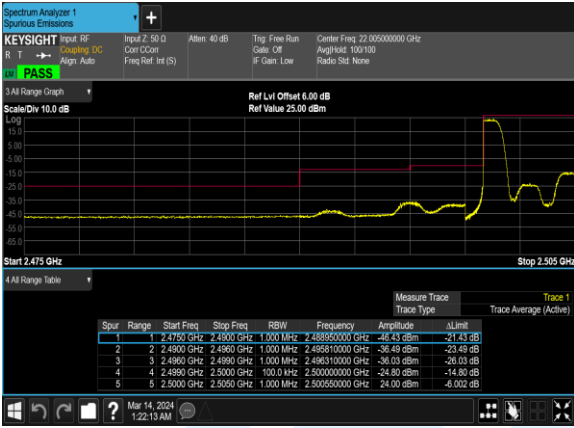 Spectrum Analyzer 1
Spurious Emissions
+
KEYSIGHT Input: RF Input Z: 50 Ω Atten: 40 dB Trig: Free Run Center Freq: 22.005000000 GHz
R T Coupling: DC Corr CCorr Gate: Off Avg|Hold: 100/100
Align: Auto Freq Ref: Int (S) IF Gain: Low Radio Std: None
LXI PASS
3 All Range Graph
Ref Lvl Offset 6.00 dB
Scale/Div 10.0 dB Ref Value 25.00 dBm
Log
15.0
5.00
-5.00
-15.0
-25.0
-35.0
-45.0
-55.0
-65.0
Start 2.475 GHz Stop 2.505 GHz
4 All Range Table
Measure Trace Trace 1
Trace Type Trace Average (Active)
Spur Range Start Freq Stop Freq RBW Frequency Amplitude ΔLimit
1 1 2.4750 GHz 2.4900 GHz 1.000 MHz 2.488950000 GHz -46.43 dBm -21.43 dB
2 2 2.4900 GHz 2.4960 GHz 1.000 MHz 2.495810000 GHz -36.49 dBm -23.49 dB
3 3 2.4960 GHz 2.4990 GHz 1.000 MHz 2.496310000 GHz -36.03 dBm -26.03 dB
4 4 2.4990 GHz 2.5000 GHz 100.0 kHz 2.500000000 GHz -24.80 dBm -14.80 dB
5 5 2.5000 GHz 2.5050 GHz 1.000 MHz 2.500550000 GHz 24.00 dBm -6.002 dB
? Mar 14, 2024
1:22:13 AM